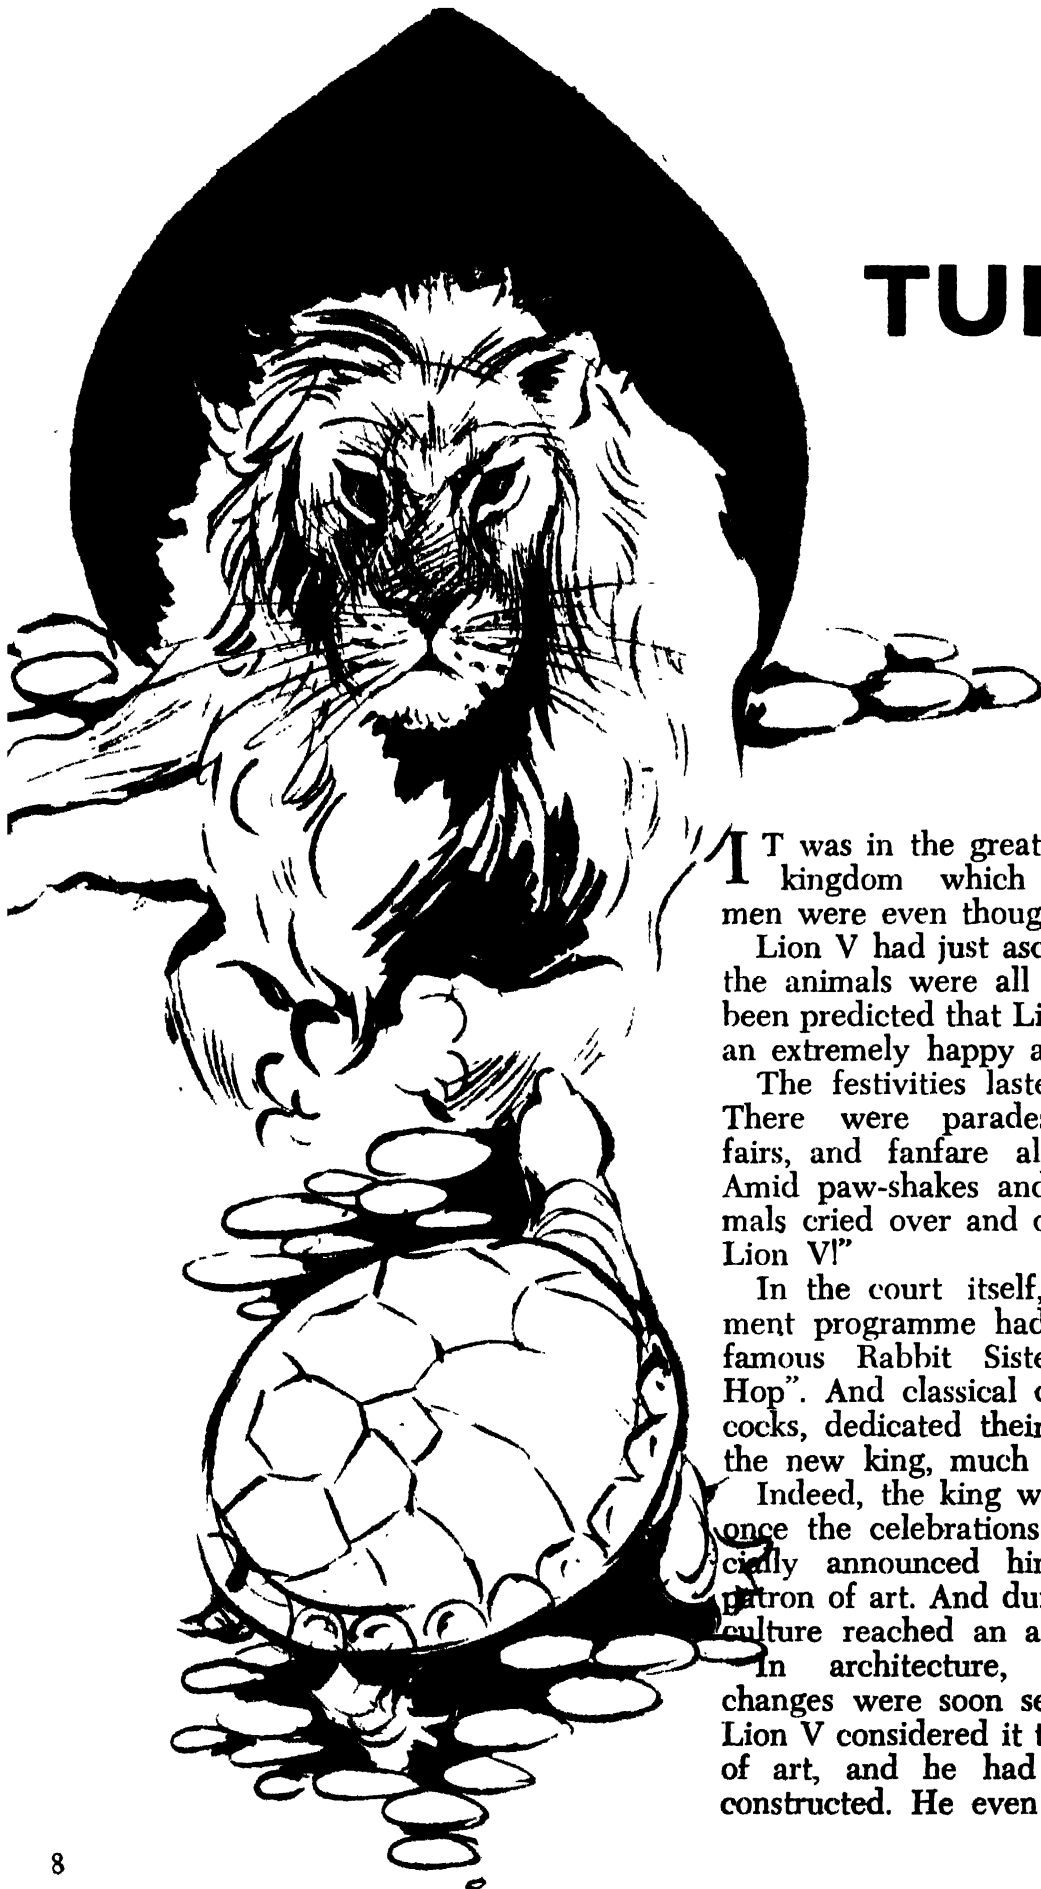 TU
I T was in the great
kingdom which
men were even thoug
Lion V had just asc
the animals were all
been predicted that Li
an extremely happy a
The festivities laste
There were parade
fairs, and fanfare al
Amid paw-shakes and
mals cried over and o
Lion V!”
In the court itself,
ment programme had
famous Rabbit Siste
Hop”. And classical c
cocks, dedicated their
the new king, much
Indeed, the king w
once the celebrations
cially announced him
patron of art. And dur
culture reached an a
In architecture,
changes were soon se
Lion V considered it t
of art, and he had
constructed. He even
8